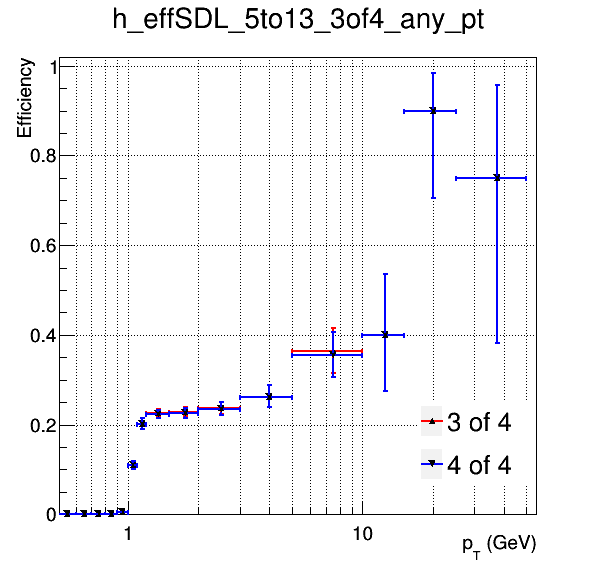 h_effSDL_5to13_3of4_any_pt
Efficiency
1
0.8
0.6
0.4
0.2
0
3 of 4
4 of 4
1
10
p_T (GeV)